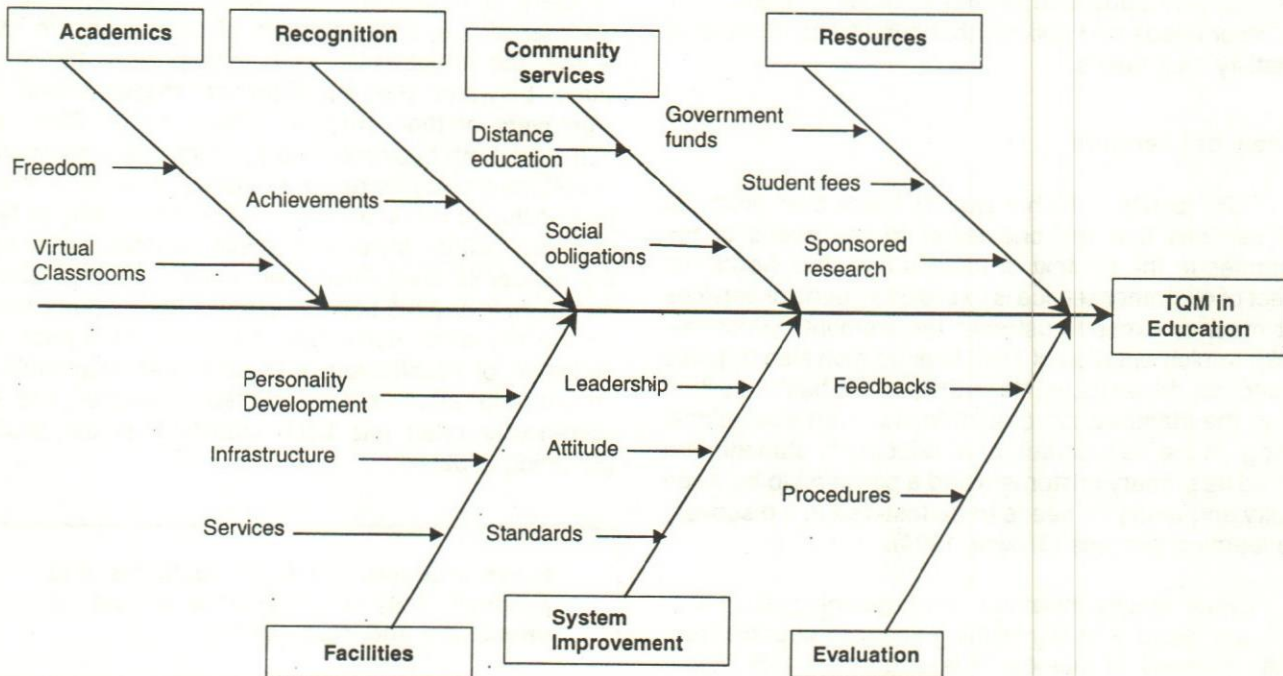 Academics
Recognition
Community
services
Resources
Freedom
Virtual
Classrooms
Achievements
Distance
education
Social
obligations
Government
funds
Student fees
Sponsored
research
TQM in
Education
Personality
Development
Infrastructure
Services
Leadership
Attitude
Standards
Feedbacks
Procedures
Facilities
System
Improvement
Evaluation